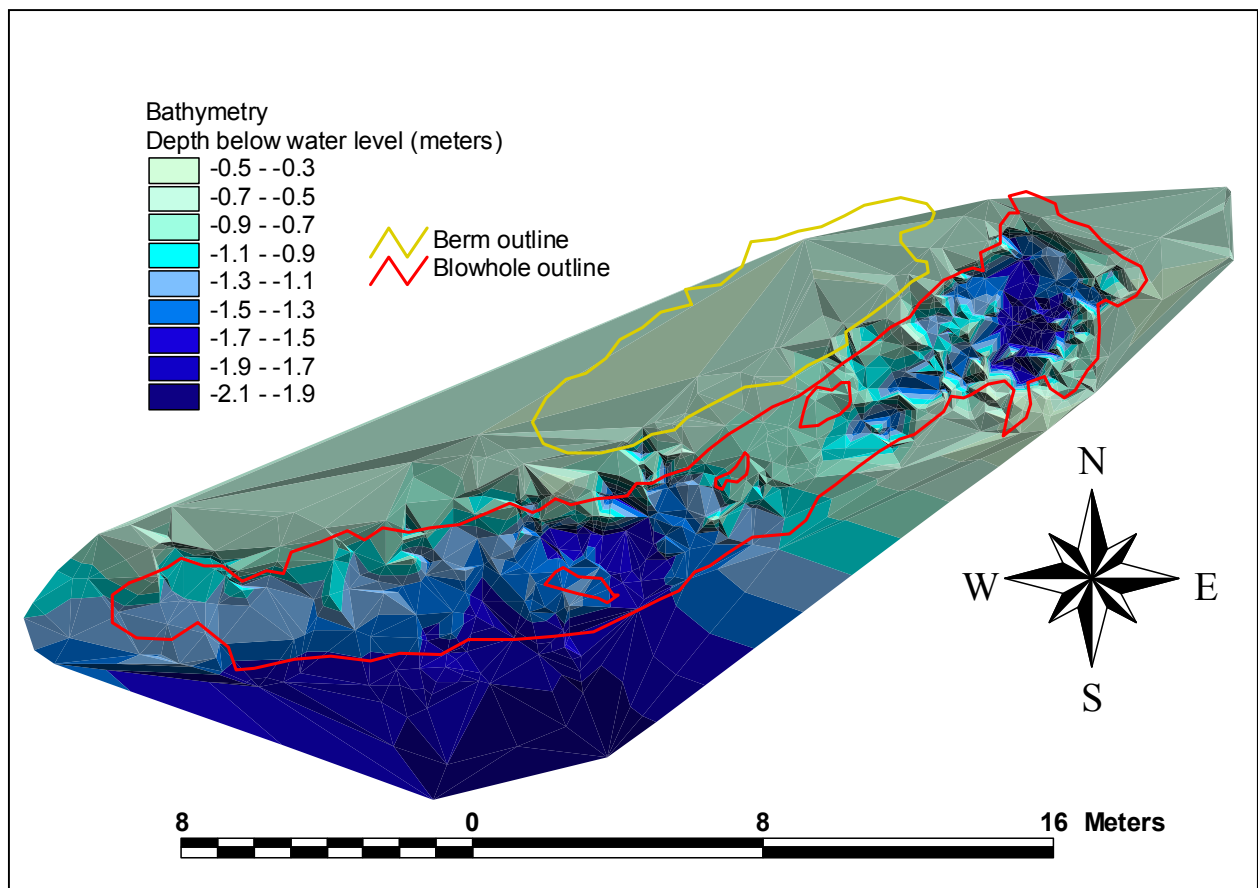 Bathymetry
Depth below water level (meters)
-0.5 - -0.3
-0.7 - -0.5
-0.9 - -0.7
-1.1 - -0.9
-1.3 - -1.1
-1.5 - -1.3
-1.7 - -1.5
-1.9 - -1.7
-2.1 - -1.9
Berm outline
Blowhole outline
N
W E
S
8 0 8 16 Meters